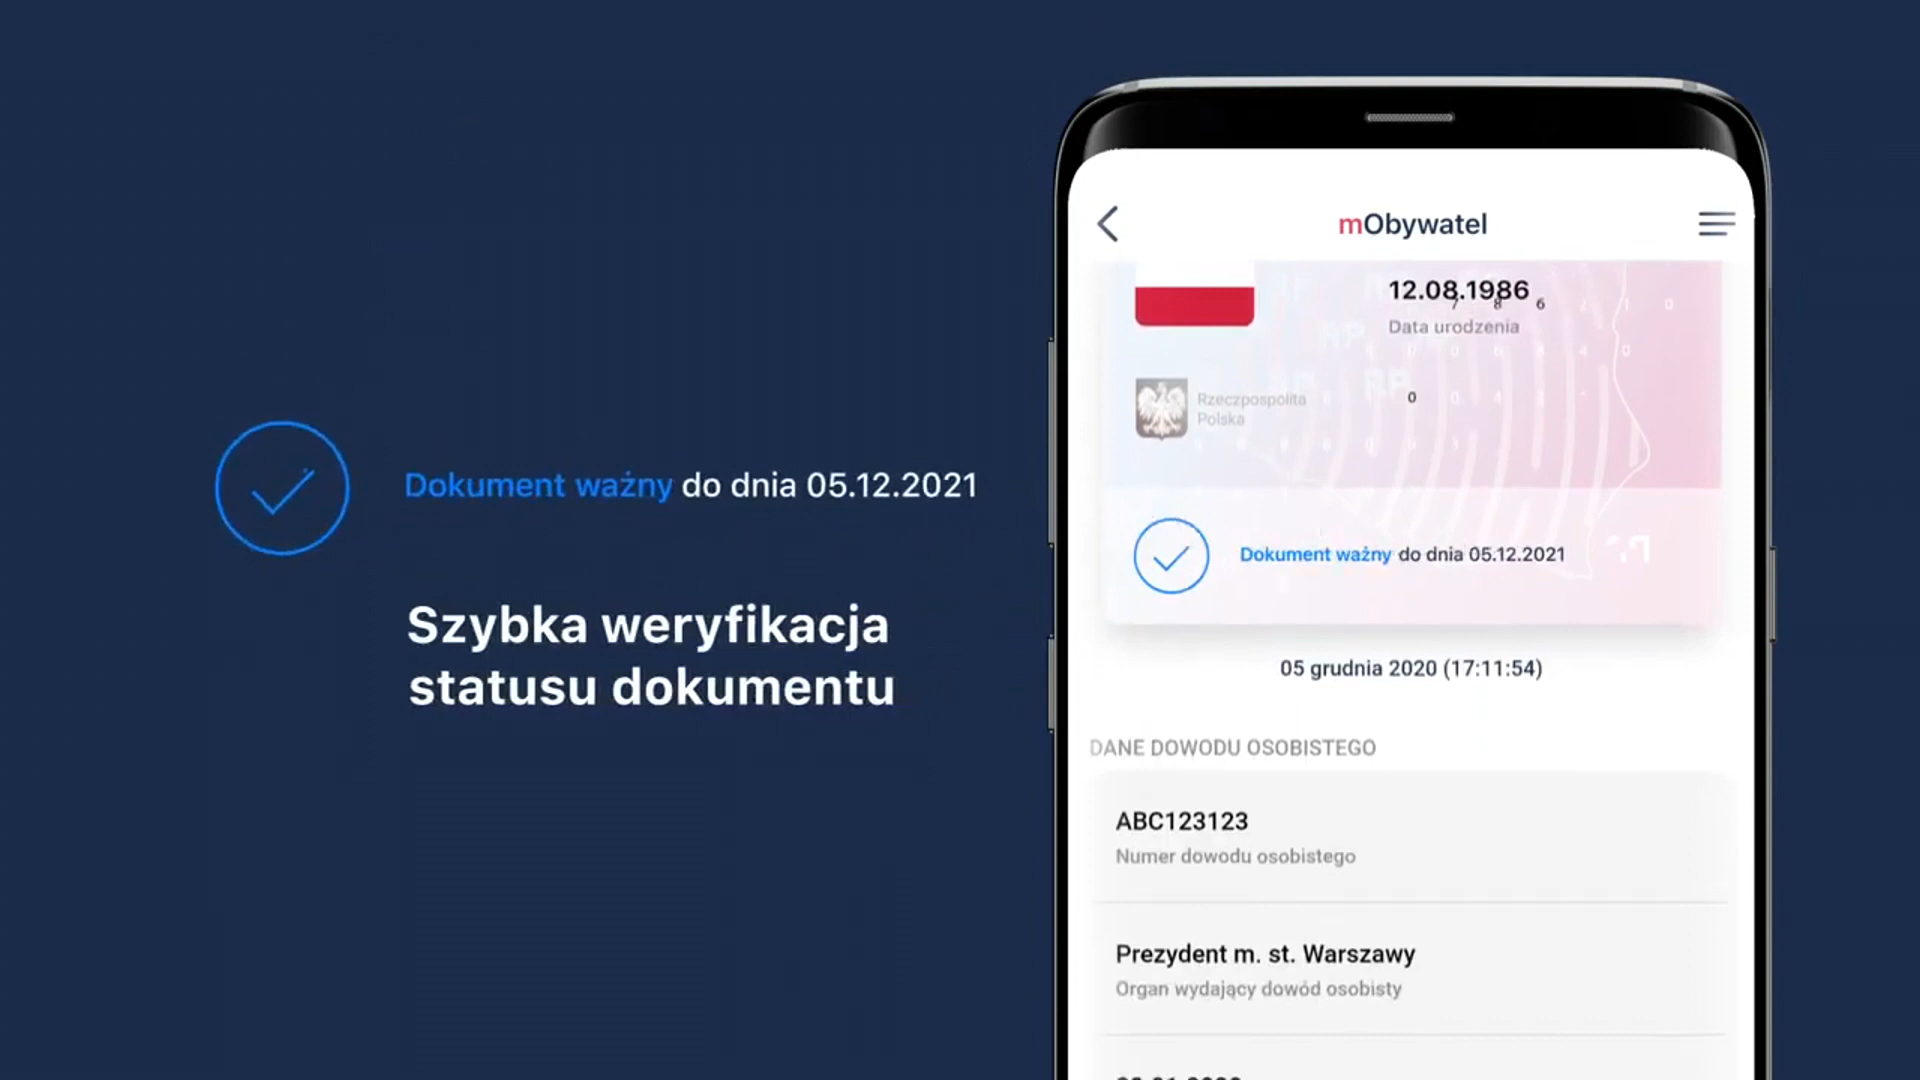 Dokument ważny do dnia 05.12.2021
Szybka weryfikacja
statusu dokumentu
mObywatel
12.08.1986
Data urodzenia
Rzeczpospolita
Polska
Dokument ważny do dnia 05.12.2021
05 grudnia 2020 (17:11:54)
DANE DOWODU OSOBISTEGO
ABC123123
Numer dowodu osobistego
Prezydent m. st. Warszawy
Organ wydający dowód osobisty